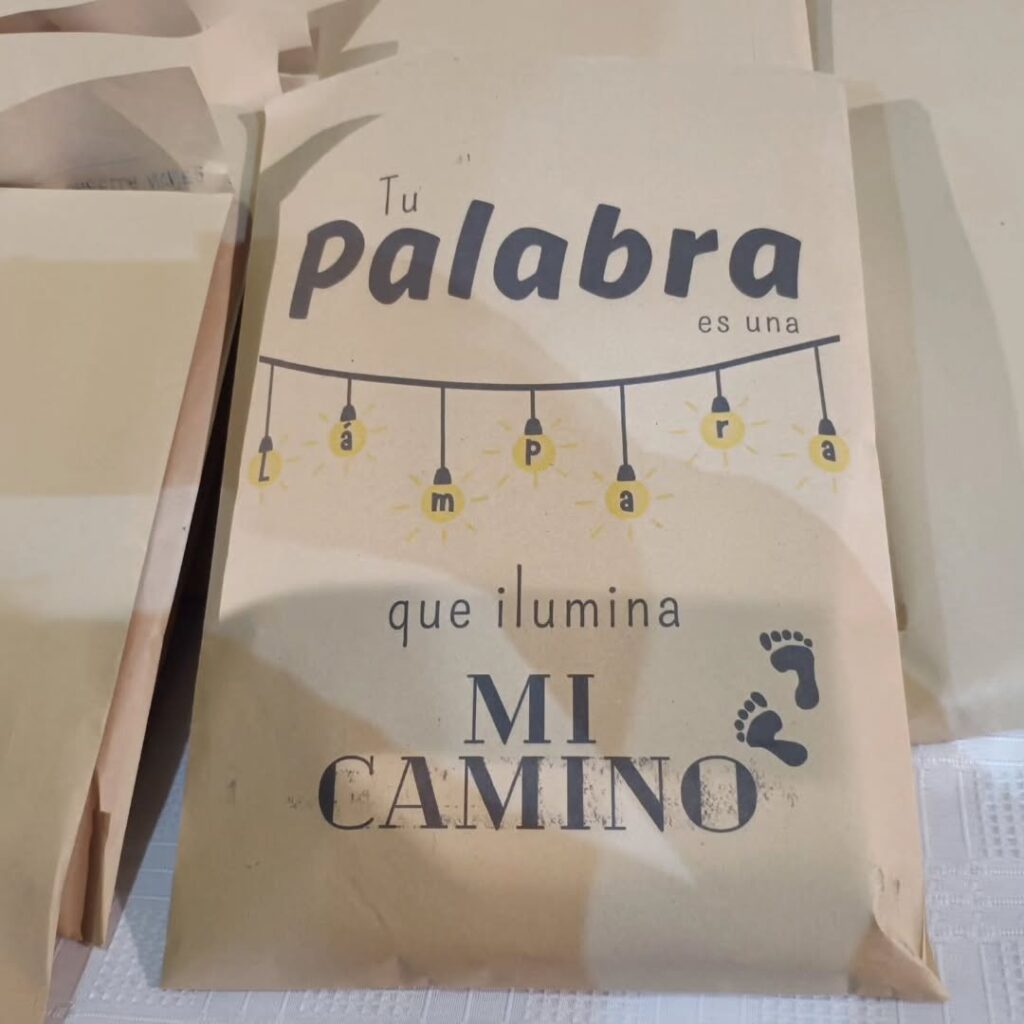 Tu
palabra
es una
Lámpara
que ilumina
MI
CAMINO